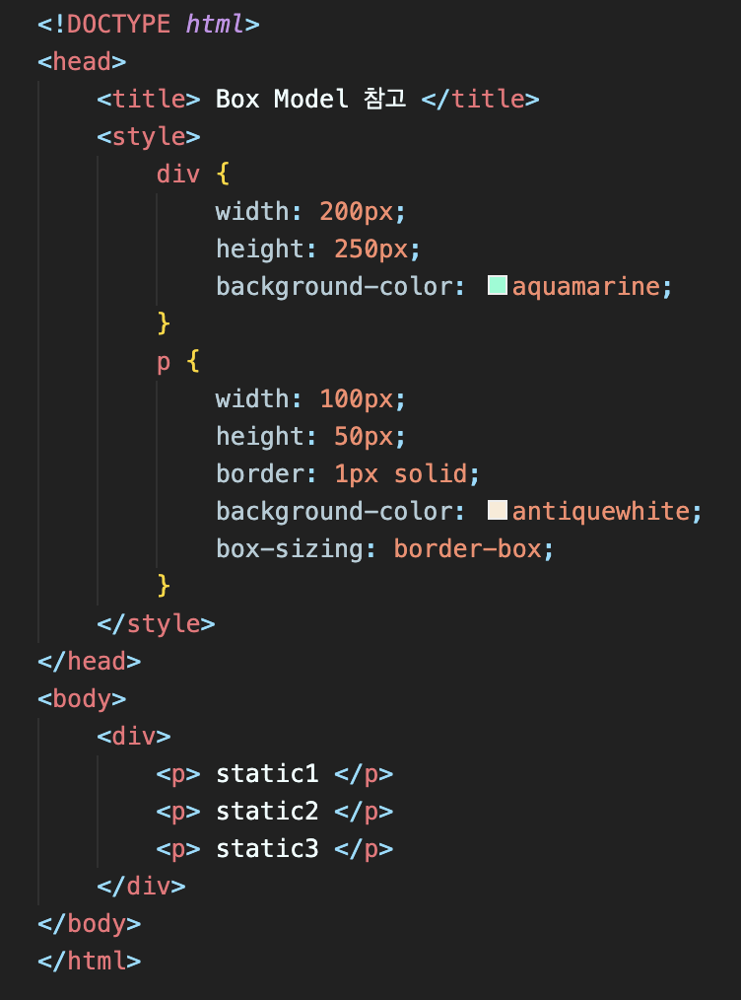 <!DOCTYPE html>
<head>
    <title> Box Model 참고 </title>
    <style>
        div {
            width: 200px;
            height: 250px;
            background-color: aquamarine;
        }
        p {
            width: 100px;
            height: 50px;
            border: 1px solid;
            background-color: antiquewhite;
            box-sizing: border-box;
        }
    </style>
</head>
<body>
    <div>
        <p> static1 </p>
        <p> static2 </p>
        <p> static3 </p>
    </div>
</body>
</html>